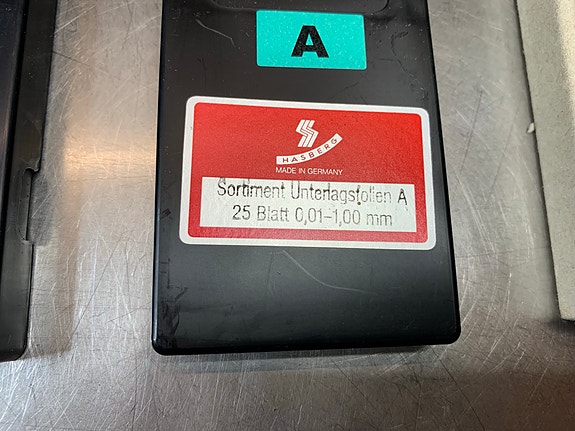 A
HASBERG
MADE IN GERMANY
Sortiment Unterlagsfolien A
25 Blatt 0,01-1,00 mm